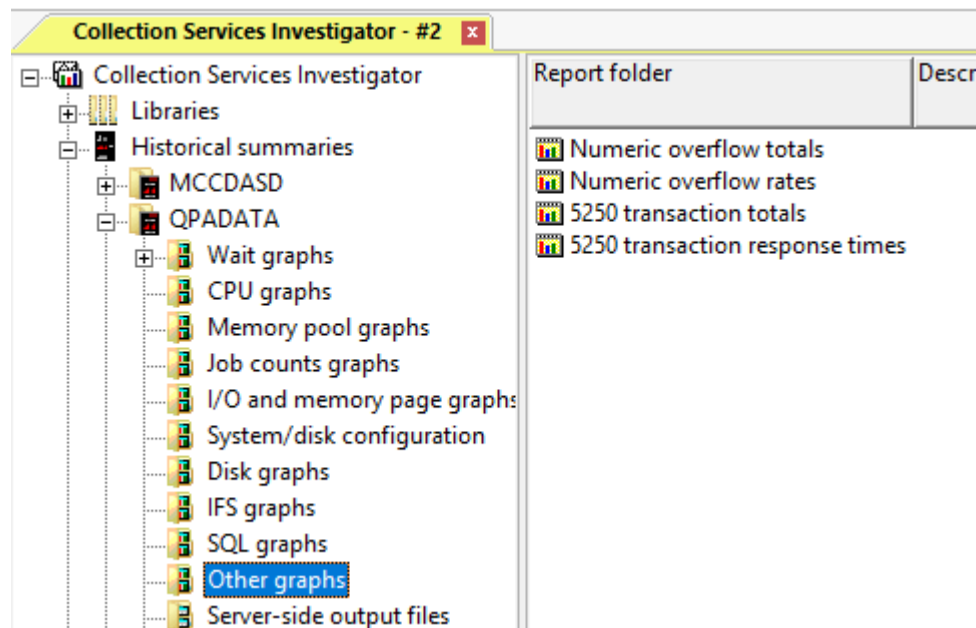 Collection Services Investigator - #2
Collection Services Investigator
Libraries
Historical summaries
MCCDASD
QPADATA
Wait graphs
CPU graphs
Memory pool graphs
Job counts graphs
I/O and memory page graphs
System/disk configuration
Disk graphs
IFS graphs
SQL graphs
Other graphs
Server-side output files
Report folder
Descr
Numeric overflow totals
Numeric overflow rates
5250 transaction totals
5250 transaction response times